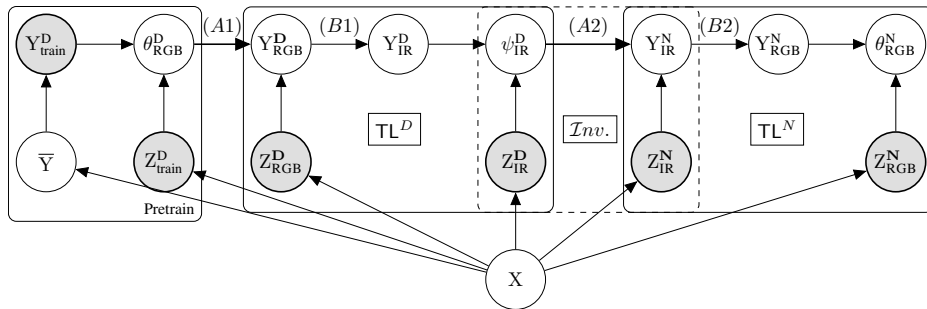 Y^D_train θ^D_RGB (A1) Y^D_RGB (B1) Y^D_IR ψ^D_IR (A2) Y^N_IR (B2) Y^N_RGB θ^N_RGB
TL^D Inv. TL^N
Y̅ Z^D_train Z^D_RGB Z^D_IR Z^N_IR Z^N_RGB
Pretrain
X